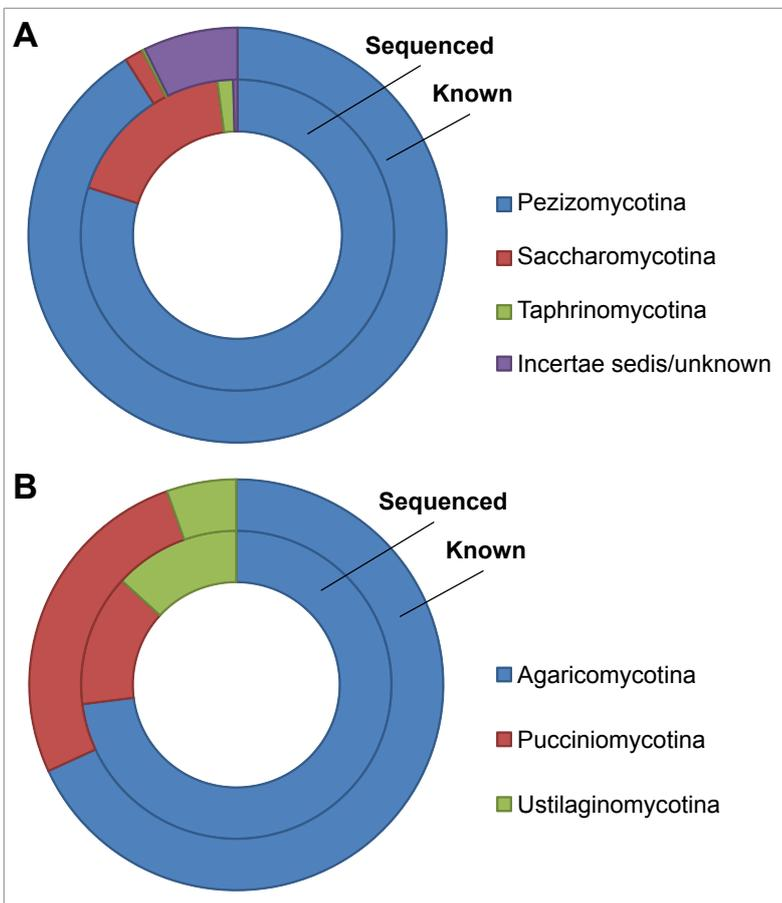 A
Sequenced
Known
Pezizomycotina
Saccharomycotina
Taphrinomycotina
Incertae sedis/unknown
B
Sequenced
Known
Agaricomycotina
Pucciniomycotina
Ustilaginomycotina